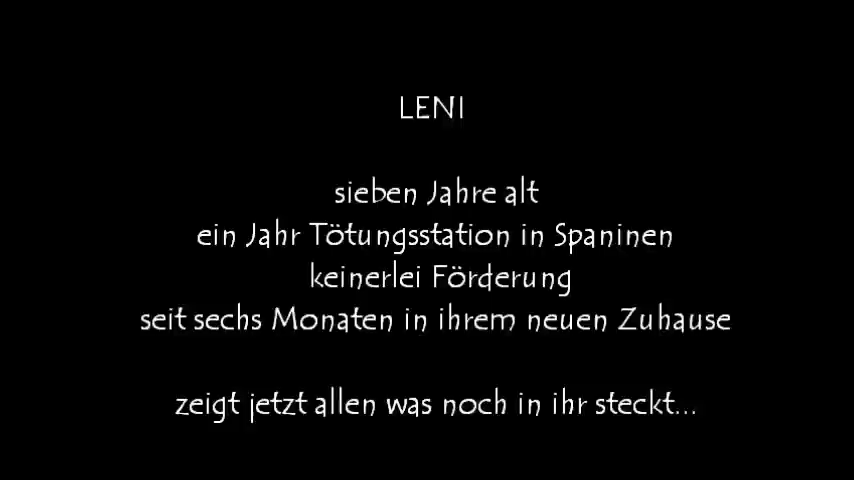 LENI
sieben Jahre alt
ein Jahr Tötungsstation in Spaninen
keinerlei Förderung
seit sechs Monaten in ihrem neuen Zuhause
zeigt jetzt allen was noch in ihr steckt...